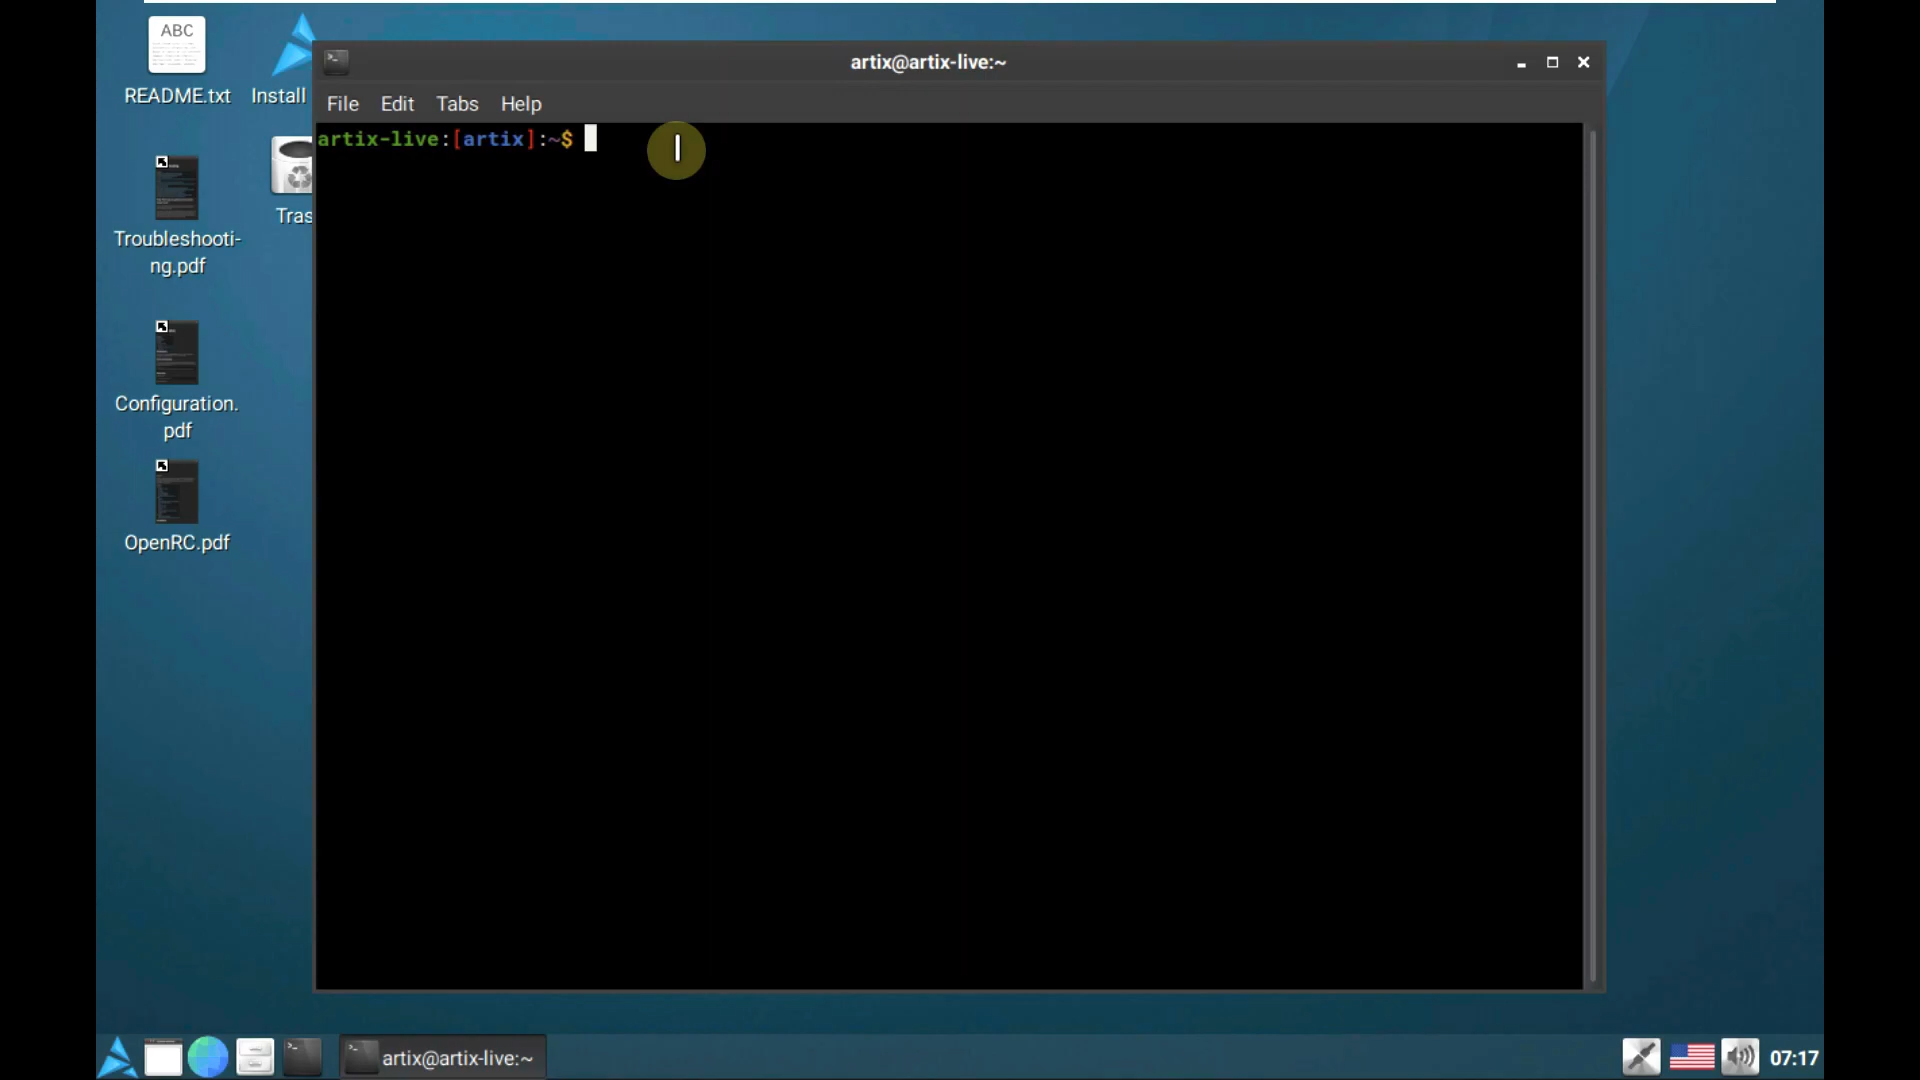 ABC
README.txt
Install
Tras
Troubleshooti-
ng.pdf
Configuration.
pdf
OpenRC.pdf
artix@artix-live:~
File Edit Tabs Help
artix-live:[artix]:~$
artix@artix-live:~
07:17